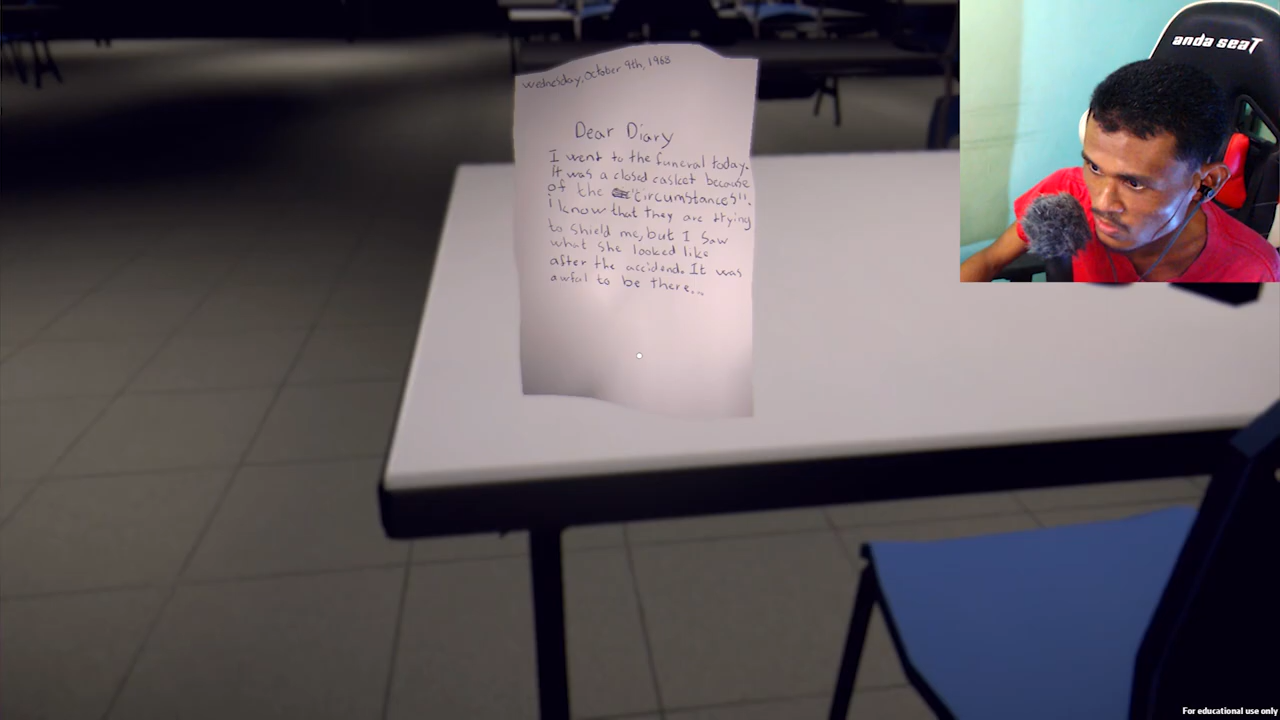 wednesday, October 9th, 1968
Dear Diary
I went to the funeral today.
It was a closed casket because
of the "circumstances".
I know that they are trying
to shield me, but I saw
what she looked like
after the accidend. It was
awful to be there...
anda seaT
For educational use only